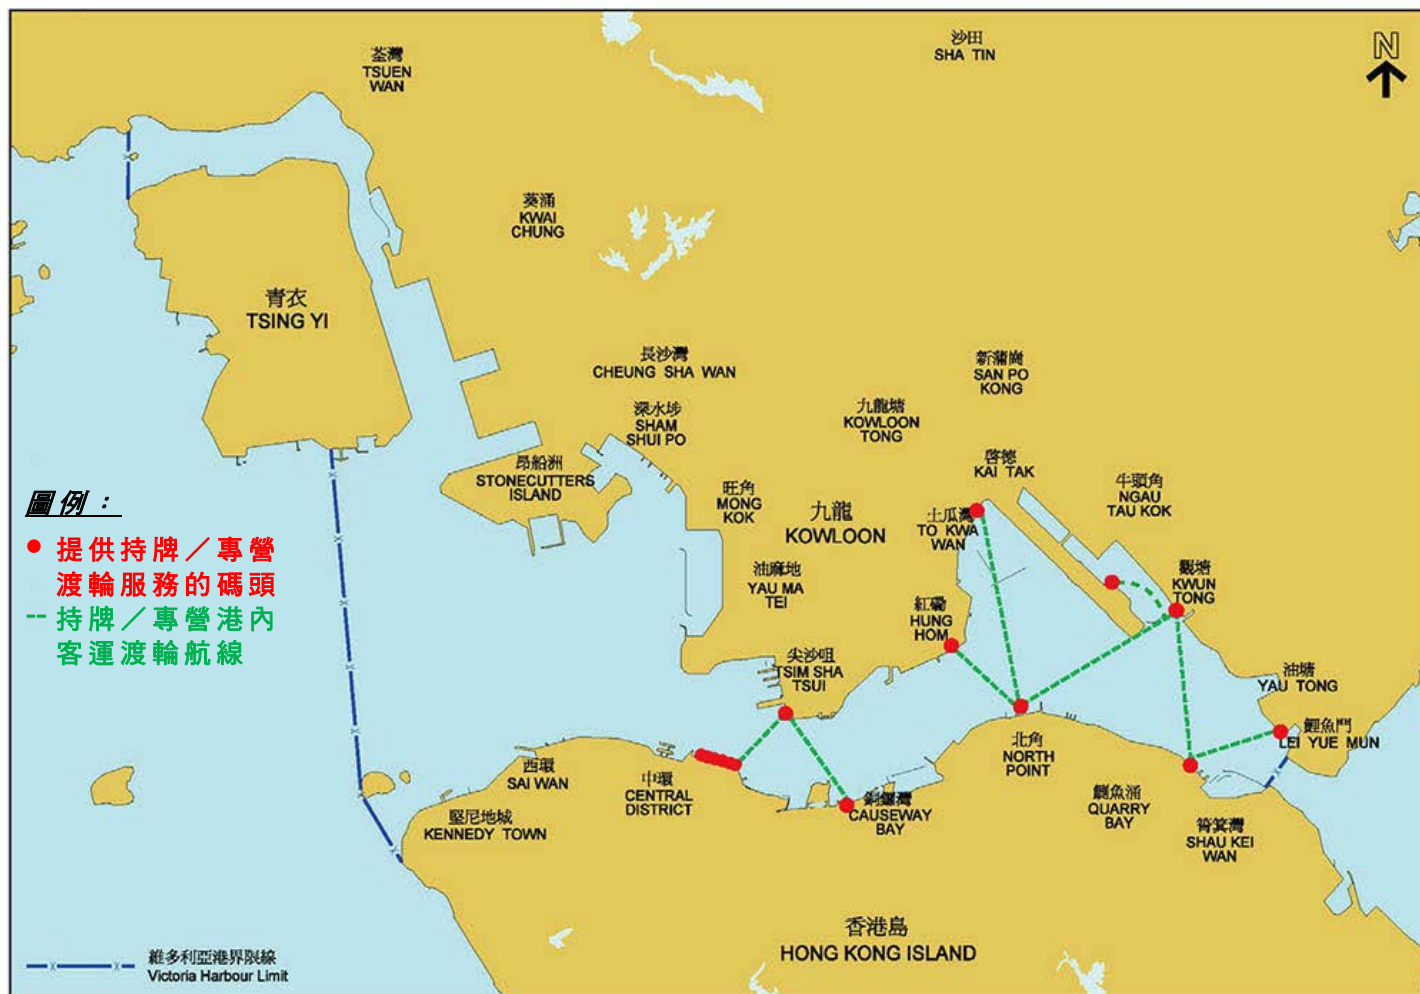 沙田
SHA TIN
N
荃灣
TSUEN
WAN
葵涌
KWAI
CHUNG
青衣
TSING YI
長沙灣
CHEUNG SHA WAN
新蒲崗
SAN PO
KONG
深水埗
SHAM
SHUI PO
九龍塘
KOWLOON
TONG
啓德
KAI TAK
昂船洲
STONECUTTERS
ISLAND
旺角
MONG
KOK
九龍
KOWLOON
土瓜灣
TO KWA
WAN
牛頭角
NGAU
TAU KOK
圖例：
提供持牌／專營
渡輪服務的碼頭
-- 持牌／專營港內
客運渡輪航線
油麻地
YAU MA
TEI
觀塘
KWUN
TONG
紅磡
HUNG
HOM
尖沙咀
TSIM SHA
TSUI
油塘
YAU TONG
鯉魚門
LEI YUE MUN
西環
SAI WAN
中環
CENTRAL
DISTRICT
北角
NORTH
POINT
堅尼地城
KENNEDY TOWN
銅鑼灣
CAUSEWAY
BAY
鰂魚涌
QUARRY
BAY
筲箕灣
SHAU KEI
WAN
香港島
HONG KONG ISLAND
維多利亞港界限線
Victoria Harbour Limit